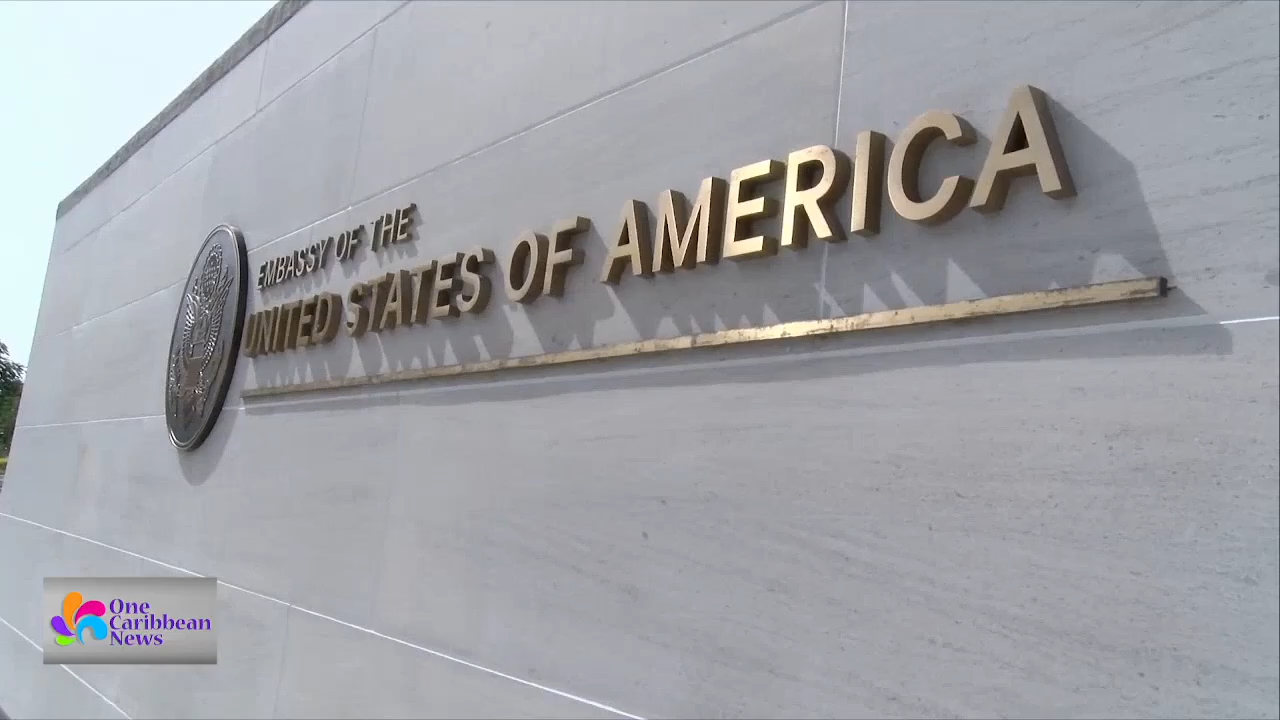 EMBASSY OF THE
UNITED STATES OF AMERICA
One
Caribbean
News